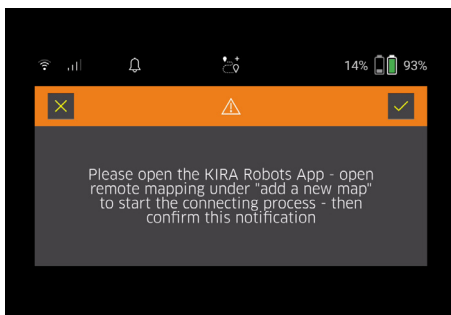 14% 93%
Please open the KIRA Robots App - open
remote mapping under "add a new map"
to start the connecting process - then
confirm this notification